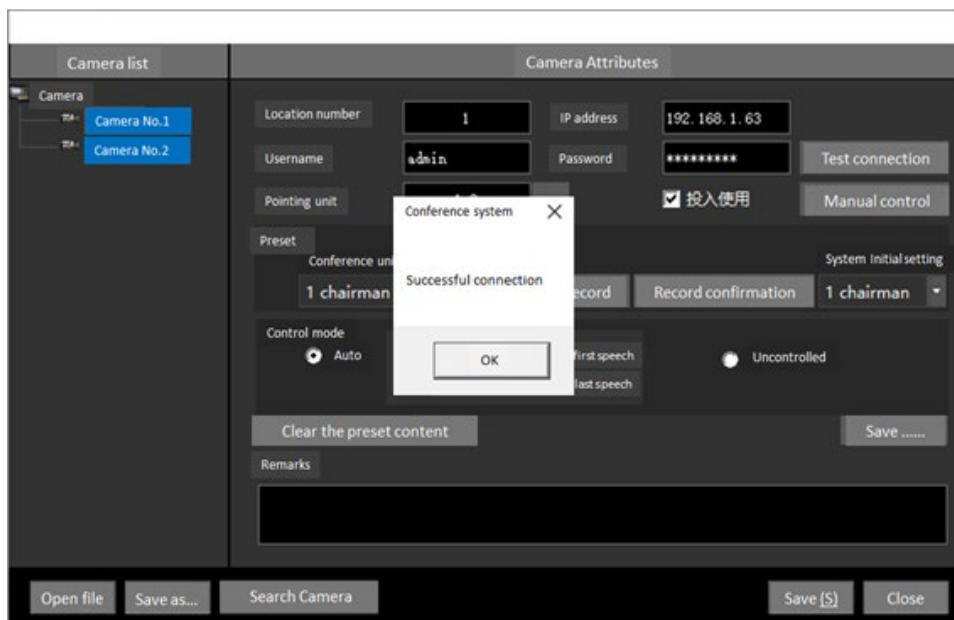 Camera list
Camera Attributes
Camera
Camera No.1
Camera No.2
Location number
1
IP address
192.168.1.63
Username
admin
Password
*********
Test connection
Pointing unit
投入使用
Manual control
Conference system
Successful connection
OK
Preset
Conference uni
System Initial setting
1 chairman
ecord
Record confirmation
1 chairman
Control mode
Auto
first speech
last speech
Uncontrolled
Clear the preset content
Save ......
Remarks
Open file
Save as...
Search Camera
Save (S)
Close